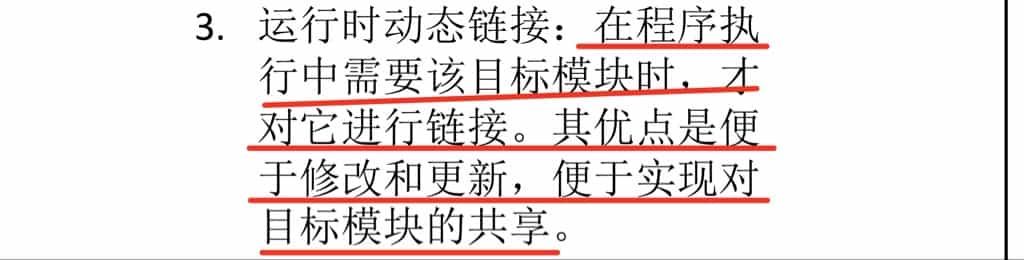 3. 运行时动态链接：在程序执
行中需要该目标模块时，才
对它进行链接。其优点是便
于修改和更新，便于实现对
目标模块的共享。